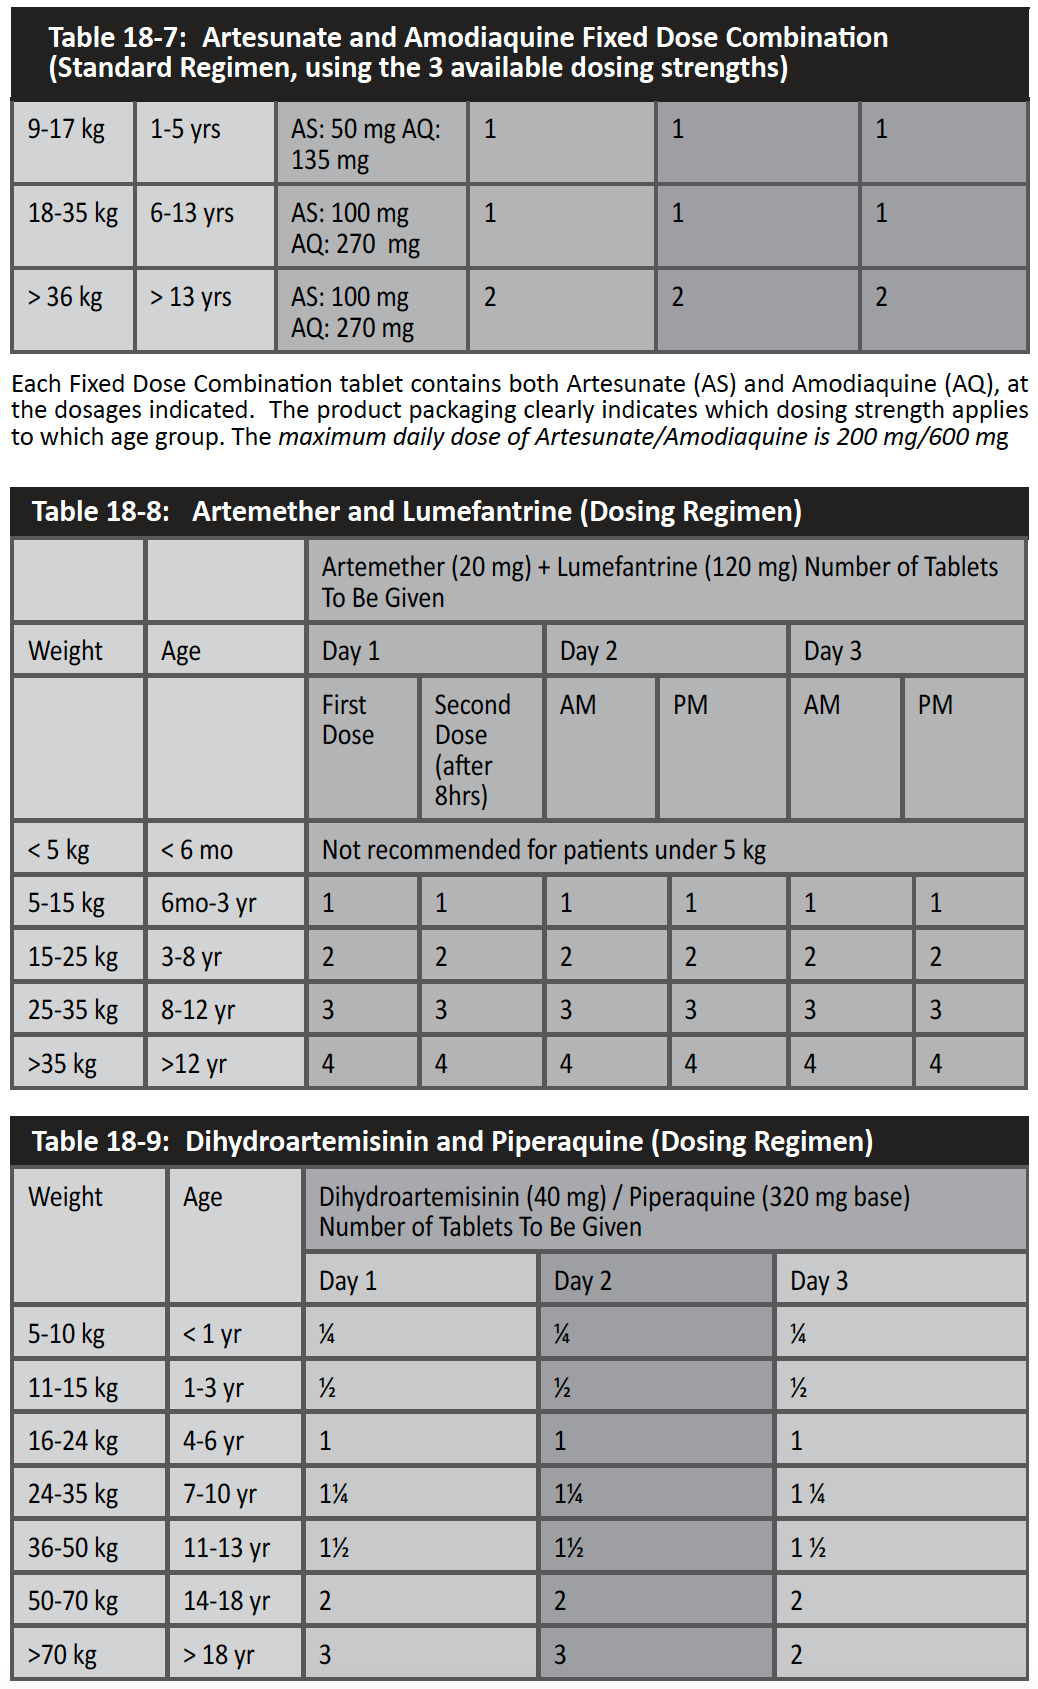 Table 18-7: Artesunate and Amodiaquine Fixed Dose Combination
(Standard Regimen, using the 3 available dosing strengths)
9-17 kg 1-5 yrs AS: 50 mg AQ: 1 1 1
135 mg
18-35 kg 6-13 yrs AS: 100 mg 1 1 1
AQ: 270 mg
> 36 kg > 13 yrs AS: 100 mg 2 2 2
AQ: 270 mg
Each Fixed Dose Combination tablet contains both Artesunate (AS) and Amodiaquine (AQ), at
the dosages indicated. The product packaging clearly indicates which dosing strength applies
to which age group. The maximum daily dose of Artesunate/Amodiaquine is 200 mg/600 mg
Table 18-8: Artemether and Lumefantrine (Dosing Regimen)
Artemether (20 mg) + Lumefantrine (120 mg) Number of Tablets
To Be Given
Weight Age Day 1 Day 2 Day 3
First Second AM PM AM PM
Dose Dose
(after
8hrs)
< 5 kg < 6 mo Not recommended for patients under 5 kg
5-15 kg 6mo-3 yr 1 1 1 1 1 1
15-25 kg 3-8 yr 2 2 2 2 2 2
25-35 kg 8-12 yr 3 3 3 3 3 3
>35 kg >12 yr 4 4 4 4 4 4
Table 18-9: Dihydroartemisinin and Piperaquine (Dosing Regimen)
Weight Age Dihydroartemisinin (40 mg) / Piperaquine (320 mg base)
Number of Tablets To Be Given
Day 1 Day 2 Day 3
5-10 kg < 1 yr ¼ ¼ ¼
11-15 kg 1-3 yr ½ ½ ½
16-24 kg 4-6 yr 1 1 1
24-35 kg 7-10 yr 1¼ 1¼ 1 ¼
36-50 kg 11-13 yr 1½ 1½ 1 ½
50-70 kg 14-18 yr 2 2 2
>70 kg > 18 yr 3 3 2